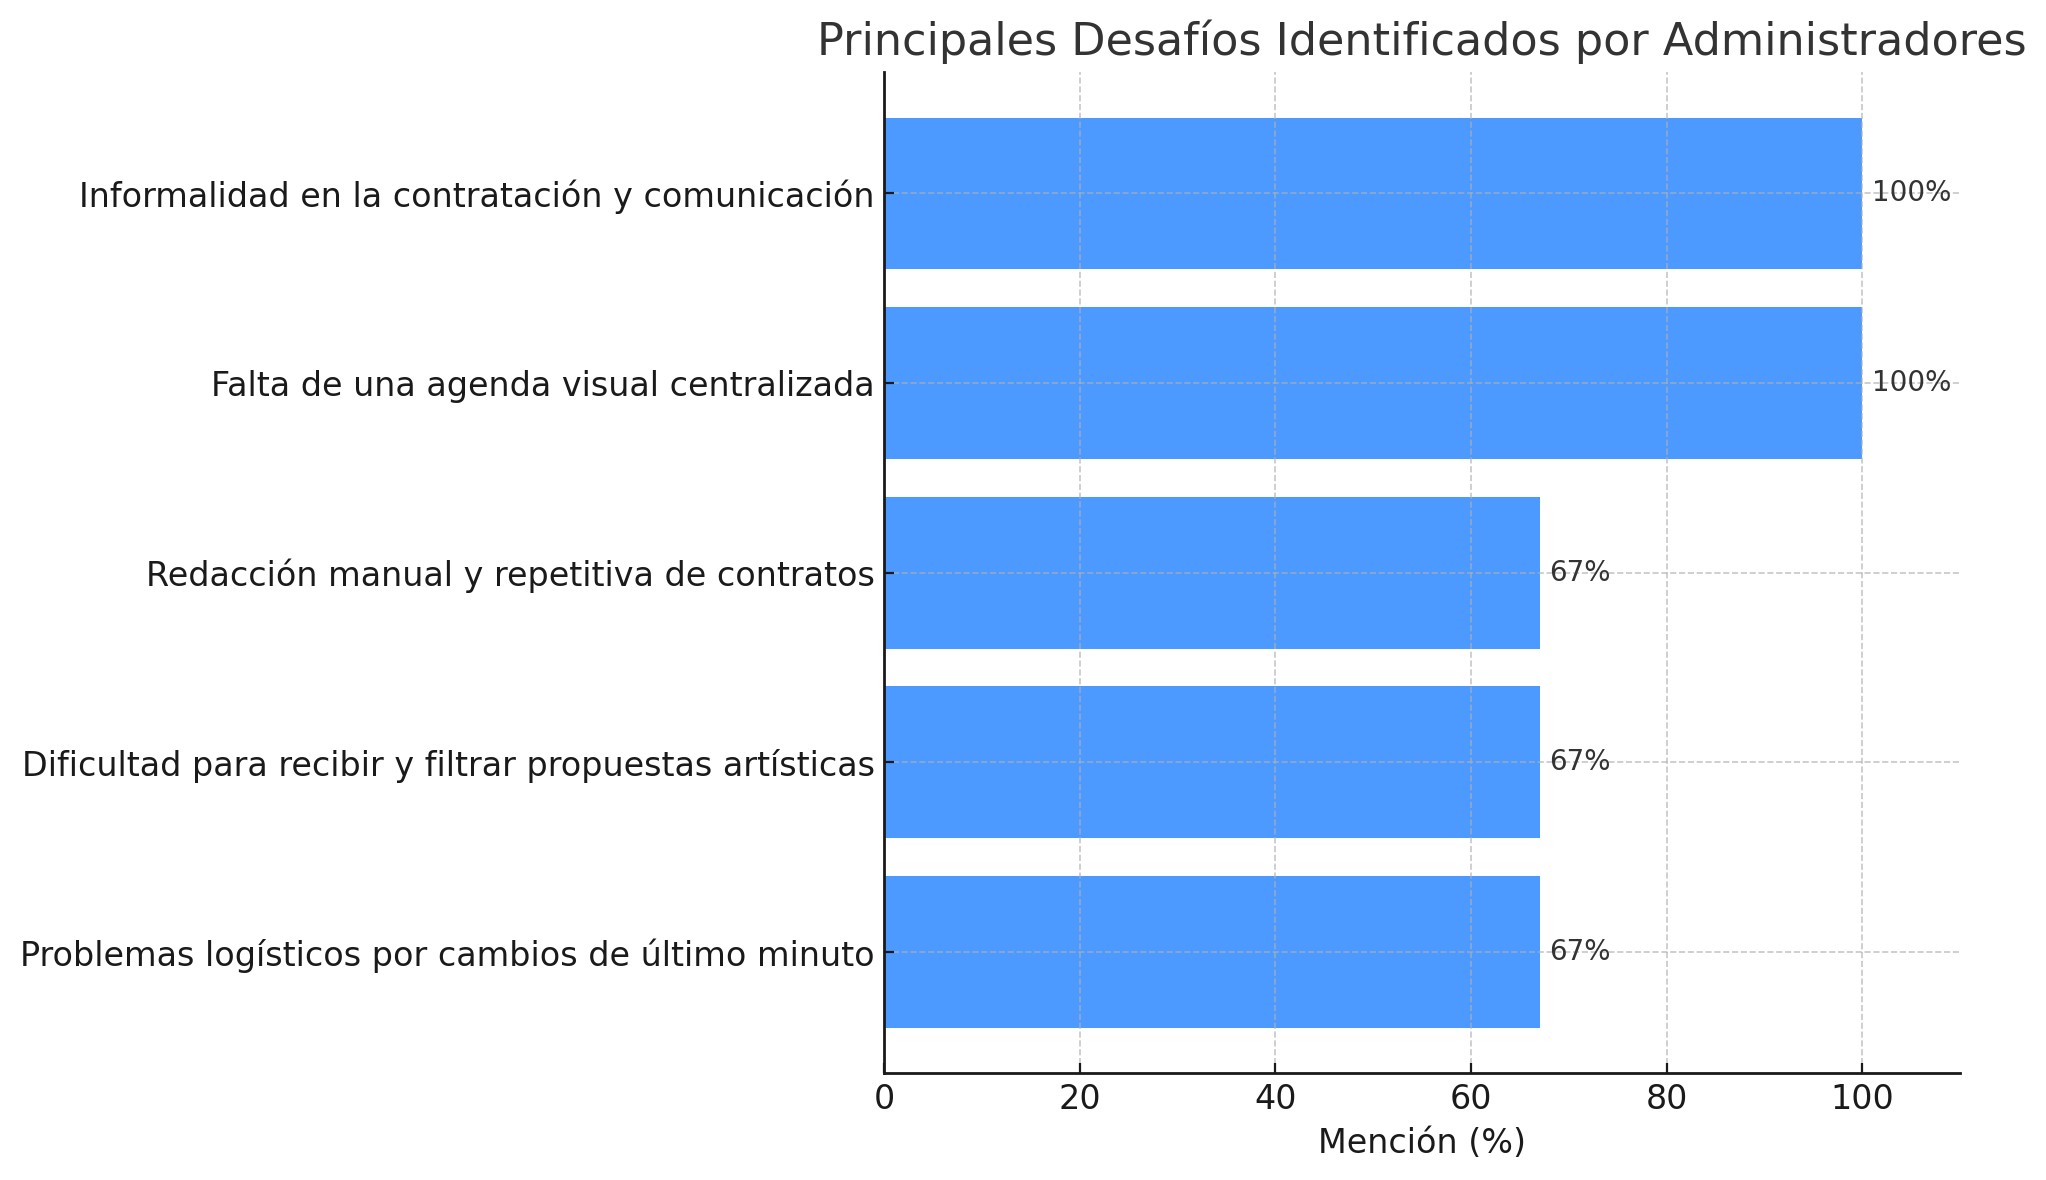 Principales Desafíos Identificados por Administradores
Informalidad en la contratación y comunicación
100%
Falta de una agenda visual centralizada
100%
Redacción manual y repetitiva de contratos
67%
Dificultad para recibir y filtrar propuestas artísticas
67%
Problemas logísticos por cambios de último minuto
67%
0 20 40 60 80 100
Mención (%)